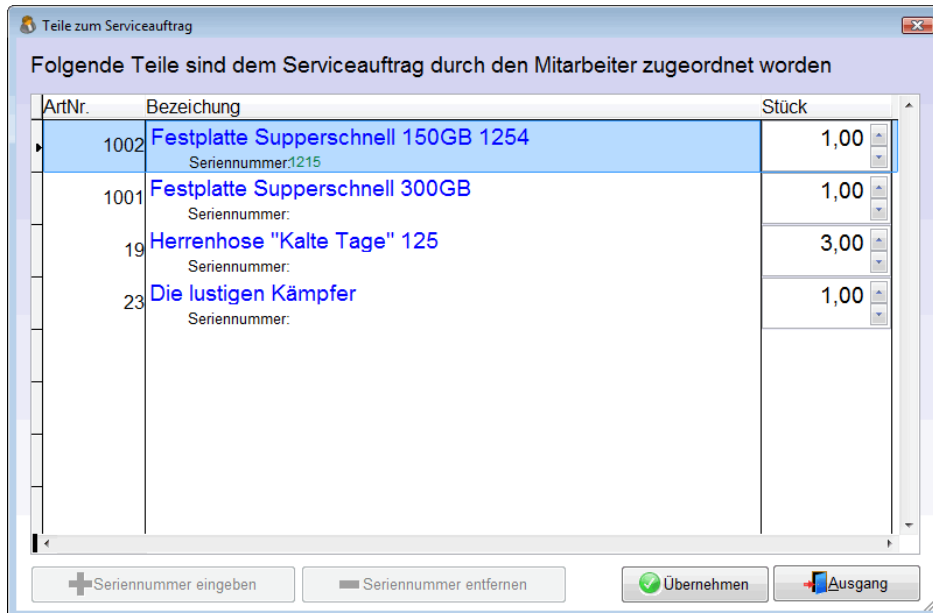 Teile zum Serviceauftrag
Folgende Teile sind dem Serviceauftrag durch den Mitarbeiter zugeordnet worden
ArtNr. Bezeichung Stück
1002 Festplatte Supperschnell 150GB 1254 1,00
Seriennummer:1215
1001 Festplatte Supperschnell 300GB 1,00
Seriennummer:
19 Herrenhose "Kalte Tage" 125 3,00
Seriennummer:
23 Die lustigen Kämpfer 1,00
Seriennummer:
Seriennummer eingeben Seriennummer entfernen Übernehmen Ausgang